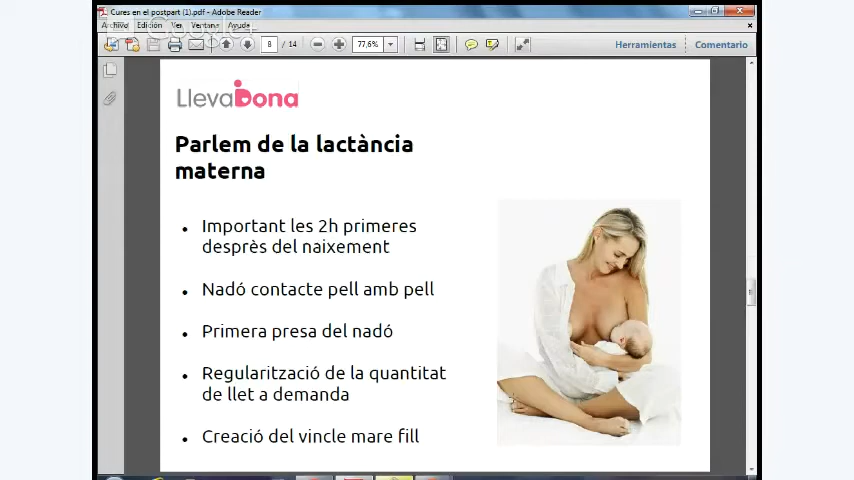 Cures en el postpart (1).pdf - Adobe Reader
Archivo Edición Ver Ventana Ayuda
8 / 14 77,6% Herramientas Comentario
LlevaDona
Parlem de la lactància
materna
• Important les 2h primeres
desprès del naixement
• Nadó contacte pell amb pell
• Primera presa del nadó
• Regularització de la quantitat
de llet a demanda
• Creació del vincle mare fill